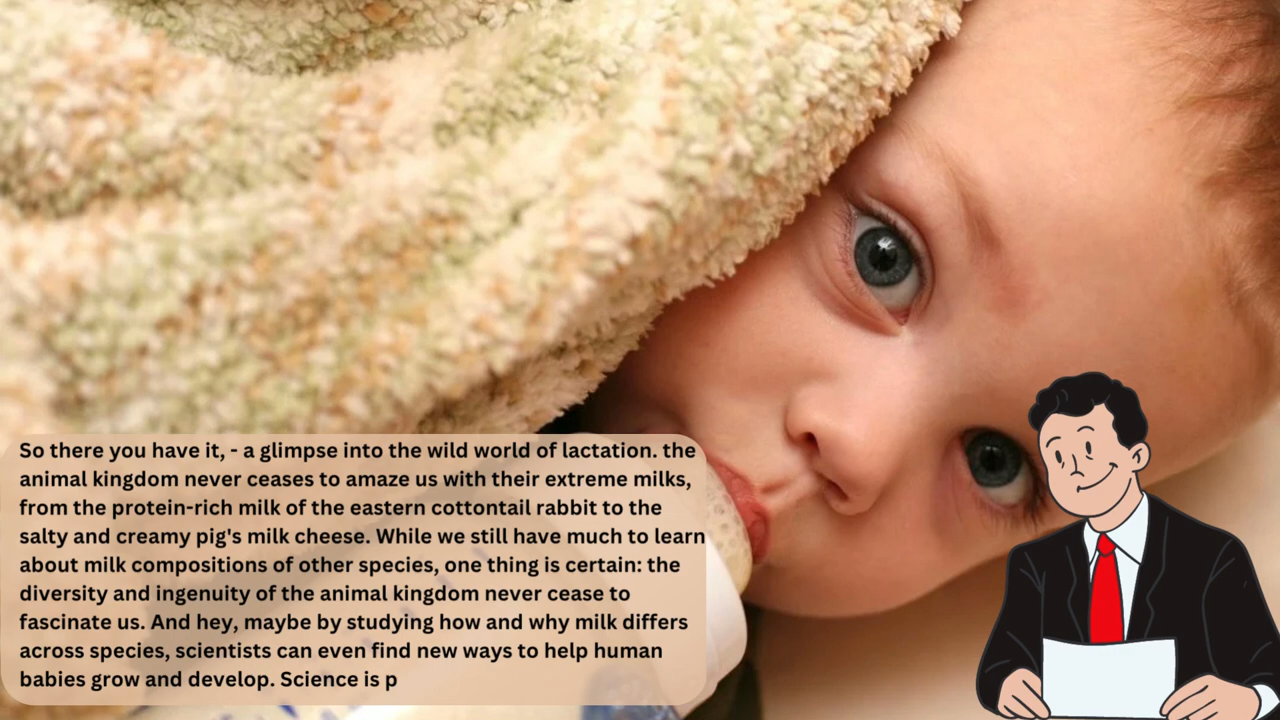 So there you have it, - a glimpse into the wild world of lactation. the
animal kingdom never ceases to amaze us with their extreme milks,
from the protein-rich milk of the eastern cottontail rabbit to the
salty and creamy pig's milk cheese. While we still have much to learn
about milk compositions of other species, one thing is certain: the
diversity and ingenuity of the animal kingdom never cease to
fascinate us. And hey, maybe by studying how and why milk differs
across species, scientists can even find new ways to help human
babies grow and develop. Science is p